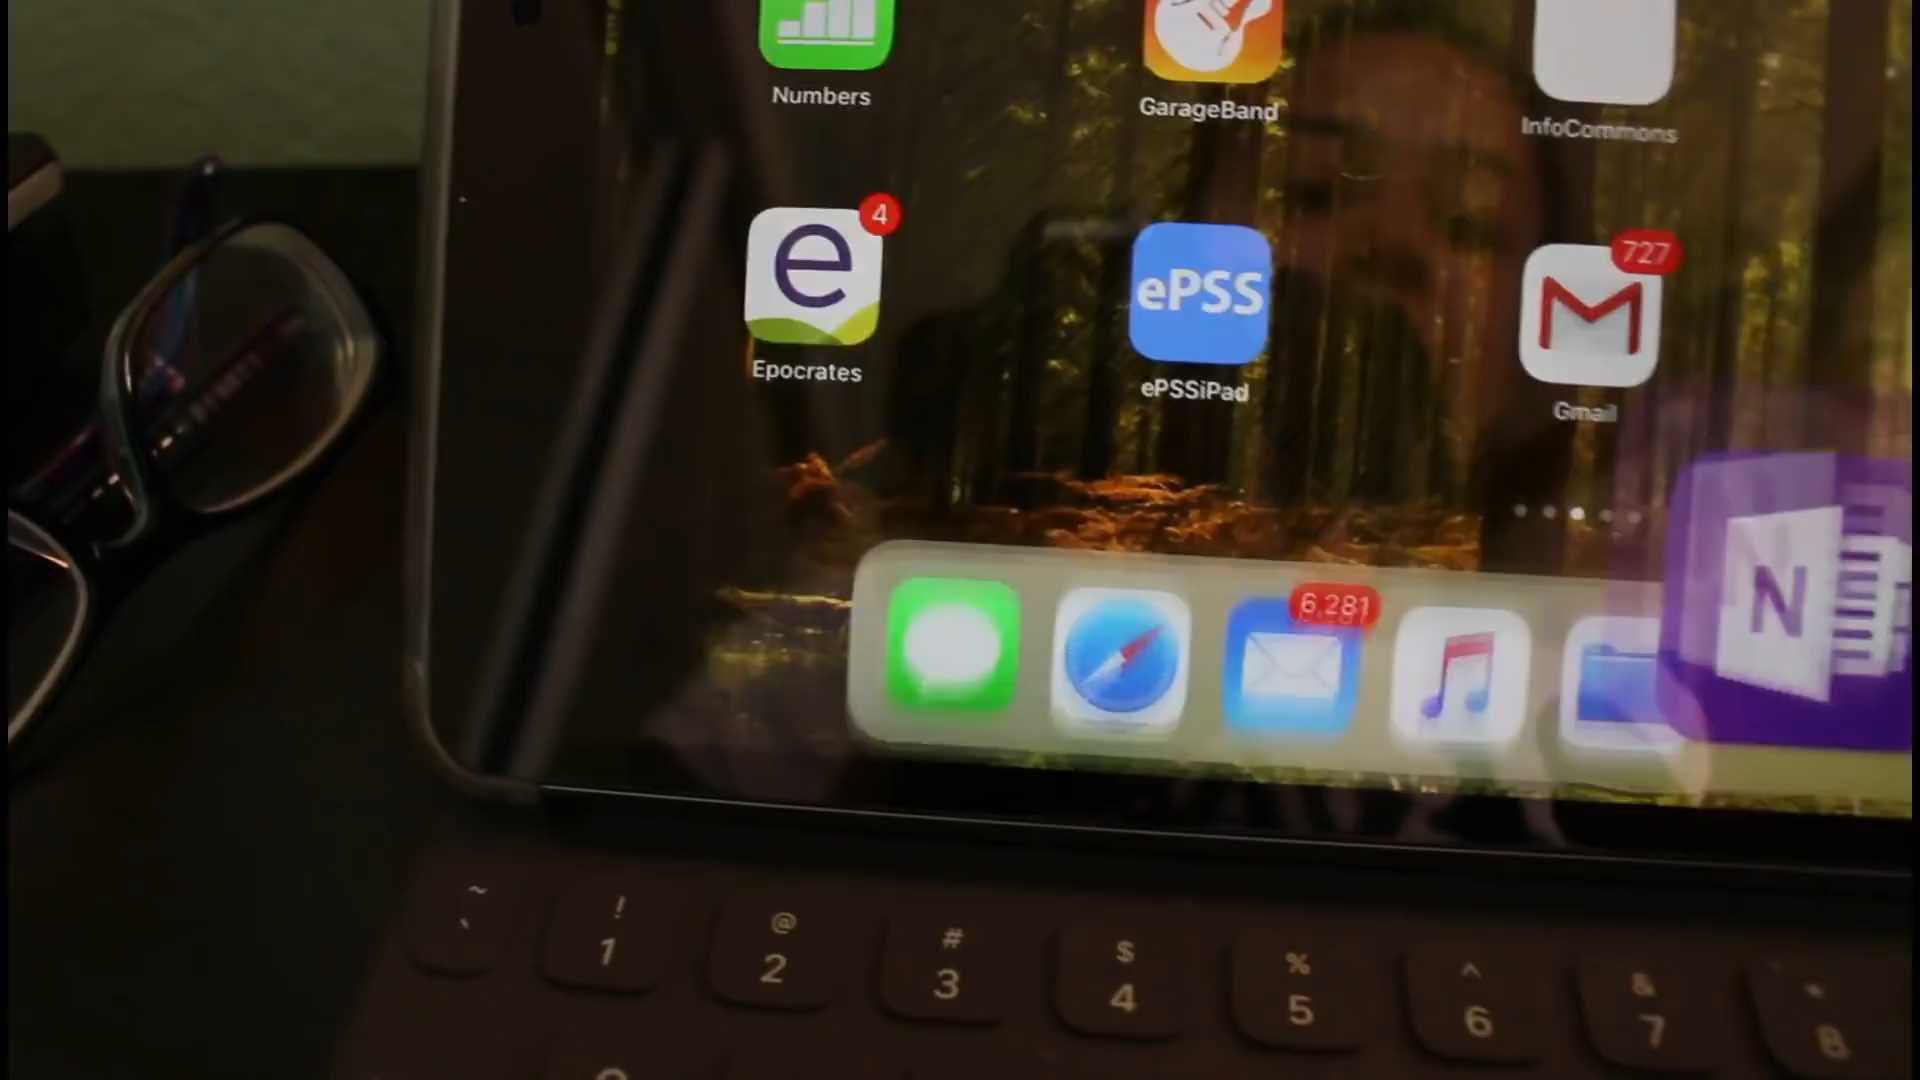 Numbers
GarageBand
InfoCommons
e
4
ePSS
727
Epocrates
ePSSiPad
Gmail
6,281
N
~ ! @ # $ % ^ & *
` 1 2 3 4 5 6 7 8